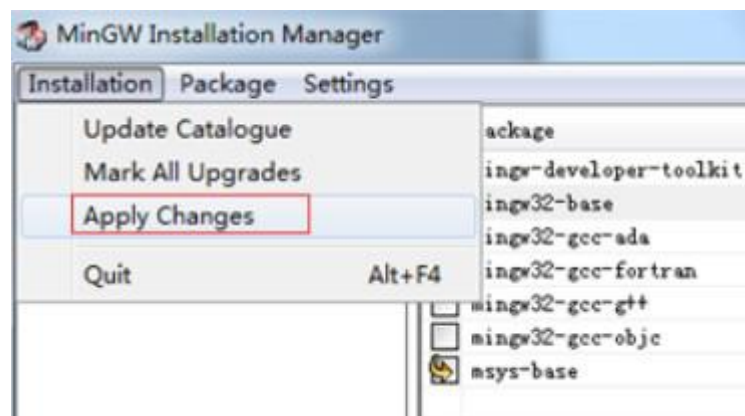 MinGW Installation Manager
Installation Package Settings
Update Catalogue
Mark All Upgrades
Apply Changes
Quit Alt+F4
ackage
ingw-developer-toolkit
ingw32-base
ingw32-gcc-ada
ingw32-gcc-fortran
mingw32-gcc-g++
mingw32-gcc-objc
msys-base